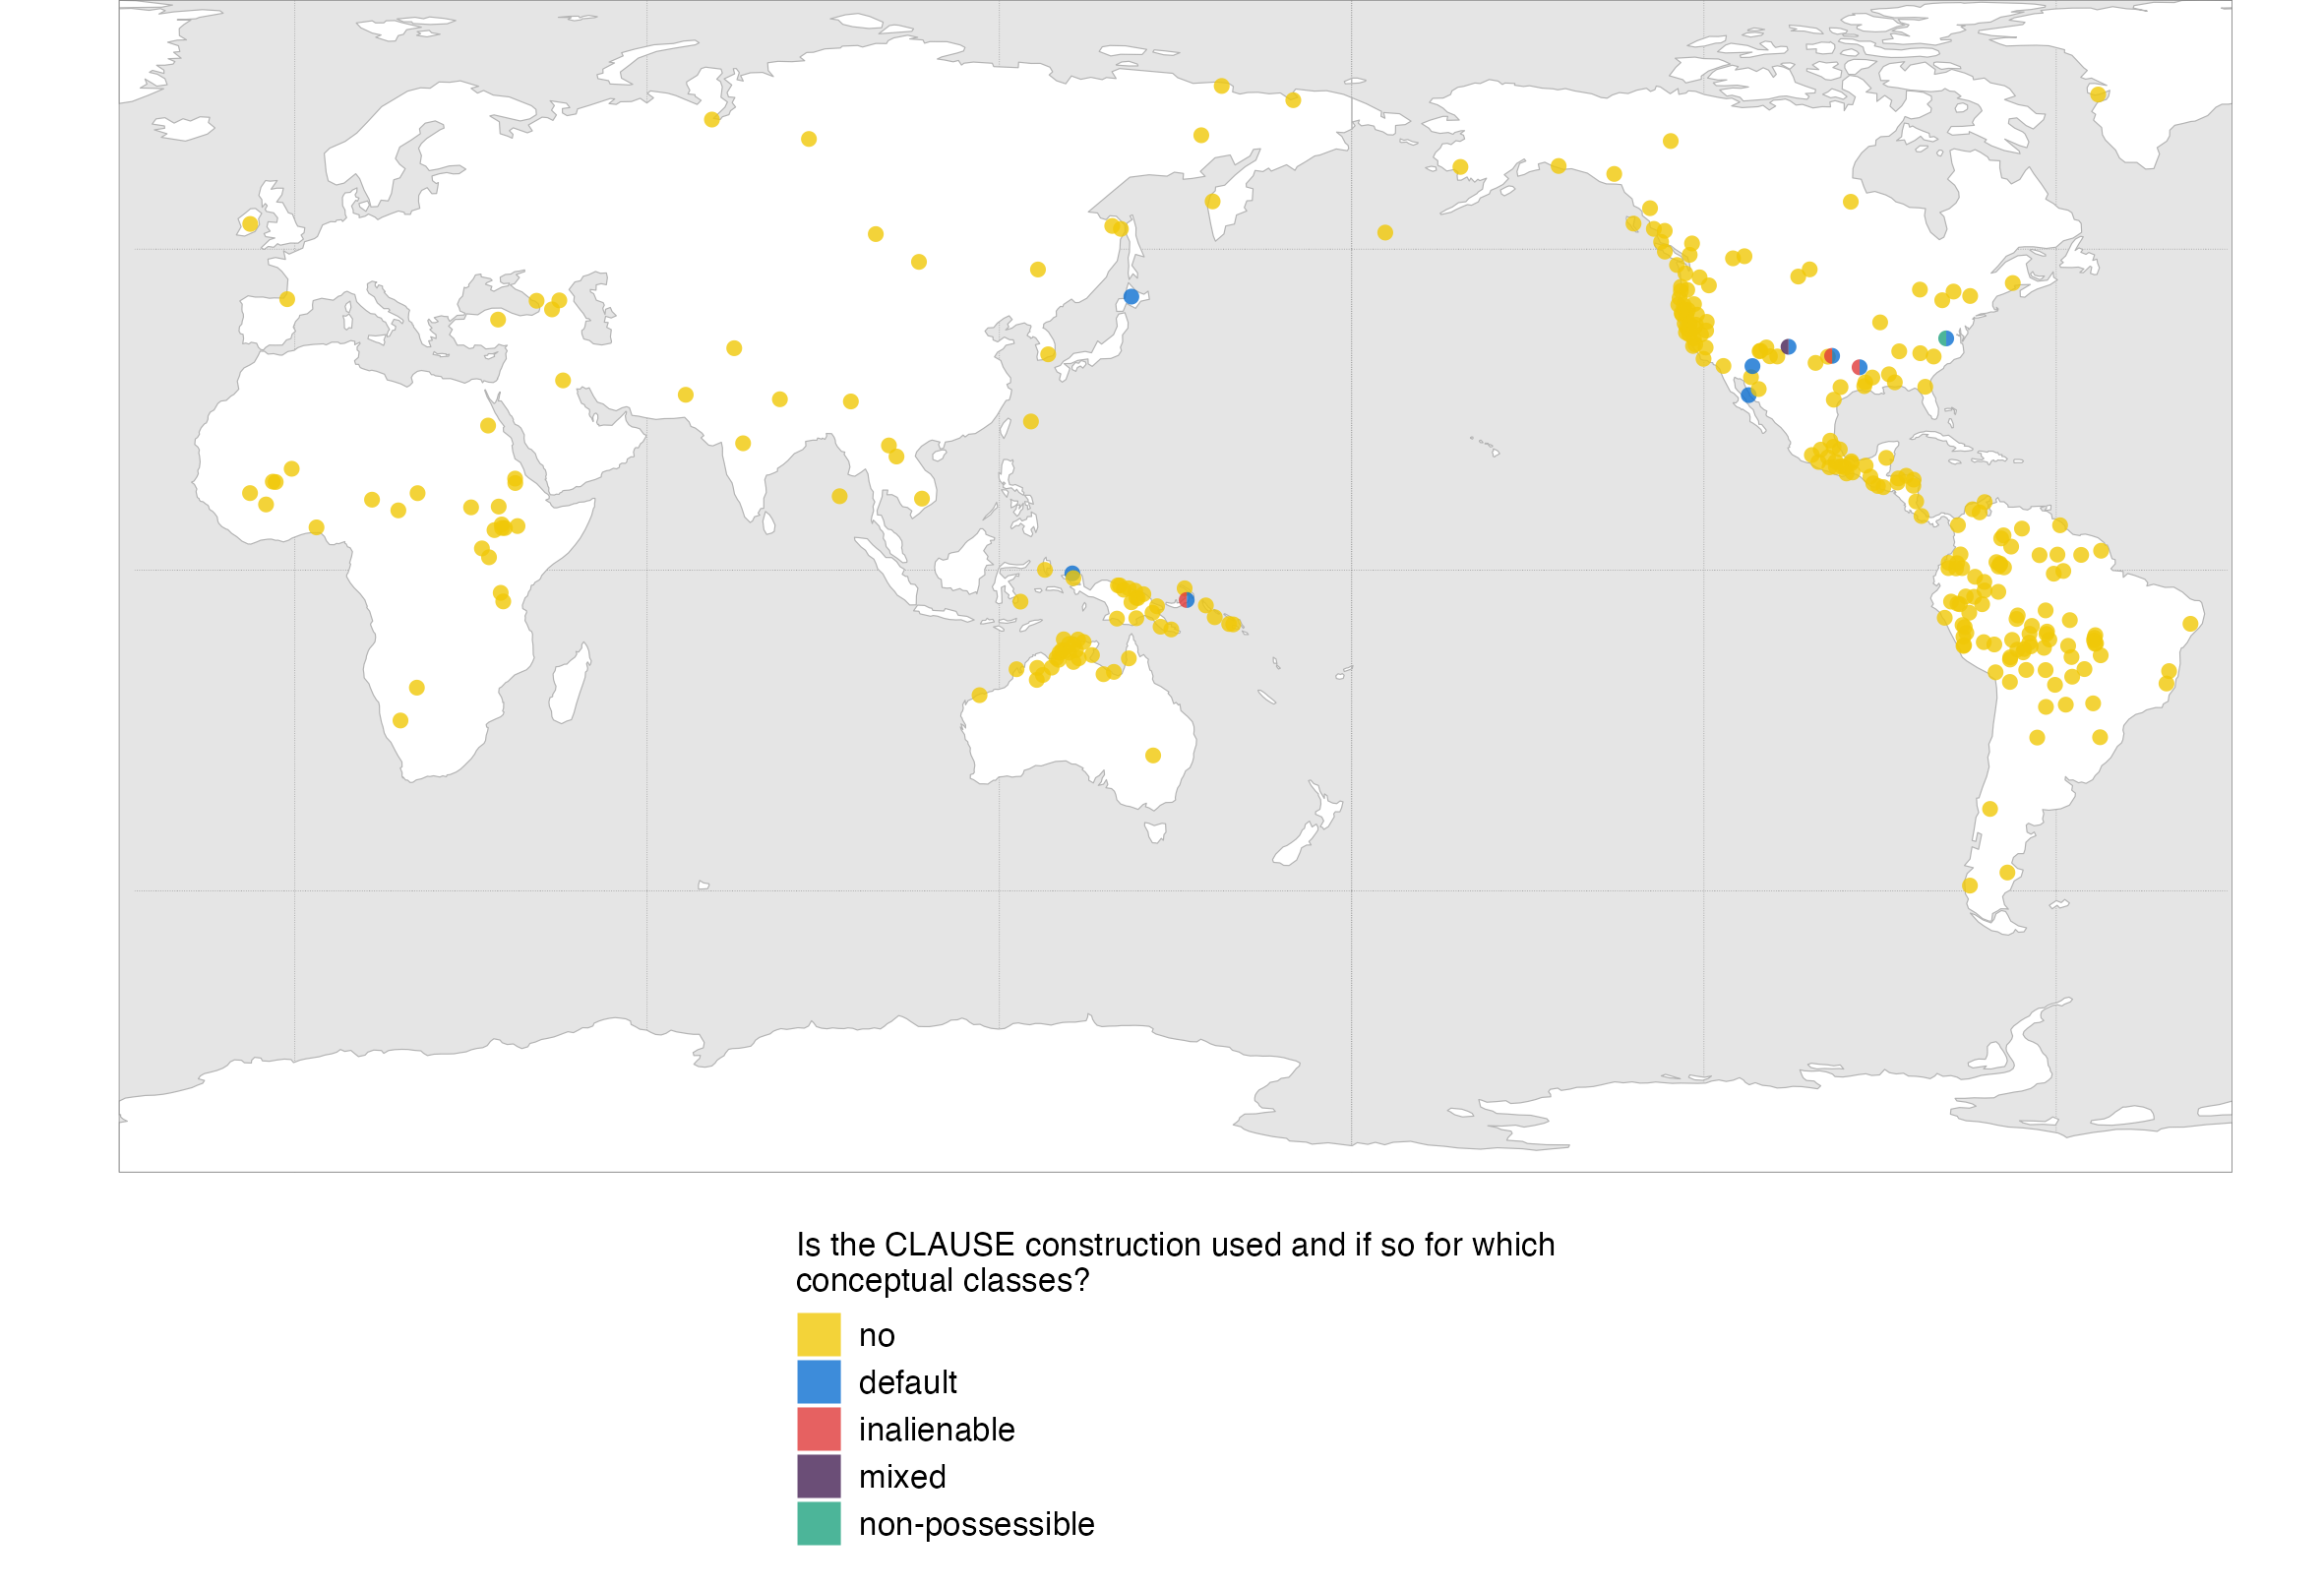 Is the CLAUSE construction used and if so for which
conceptual classes?
no
default
inalienable
mixed
non-possessible